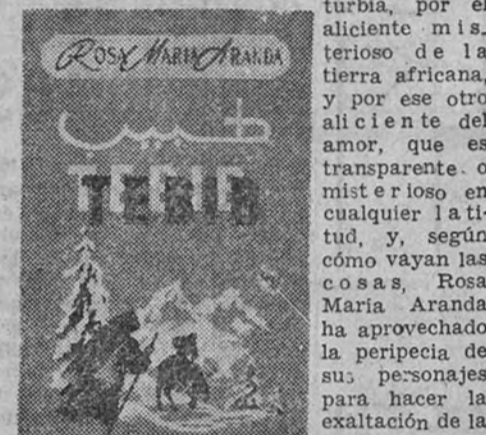 ROSA MARIA ARANDA
طبيب
TEBIB
turbia, por el
aliciente mis-
terioso de la
tierra africana,
y por ese otro
aliciente del
amor, que es
transparente o
misterioso en
cualquier lati-
tud, y, según
cómo vayan las
cosas, Rosa
Maria Aranda
ha aprovechado
la peripecia de
sus personajes
para hacer la
exaltación de la